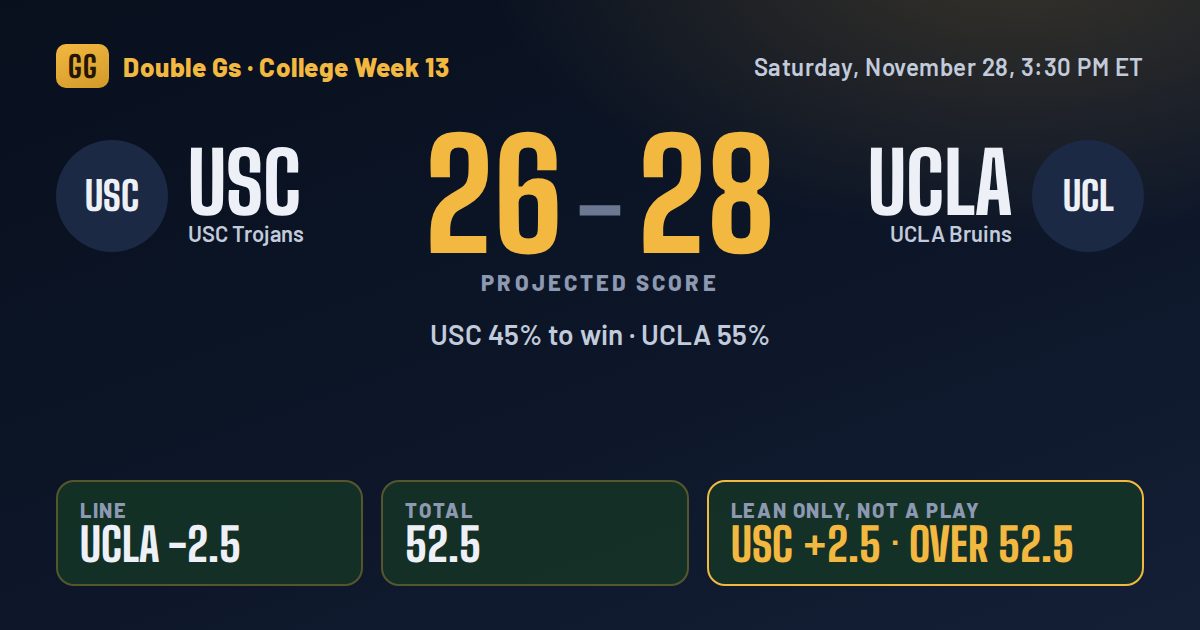 GG Double Gs · College Week 13
Saturday, November 28, 3:30 PM ET
USC
USC
USC Trojans
26 – 28
PROJECTED SCORE
USC 45% to win · UCLA 55%
UCLA
UCLA Bruins
UCL
LINE
UCLA −2.5
TOTAL
52.5
LEAN ONLY, NOT A PLAY
USC +2.5 · OVER 52.5